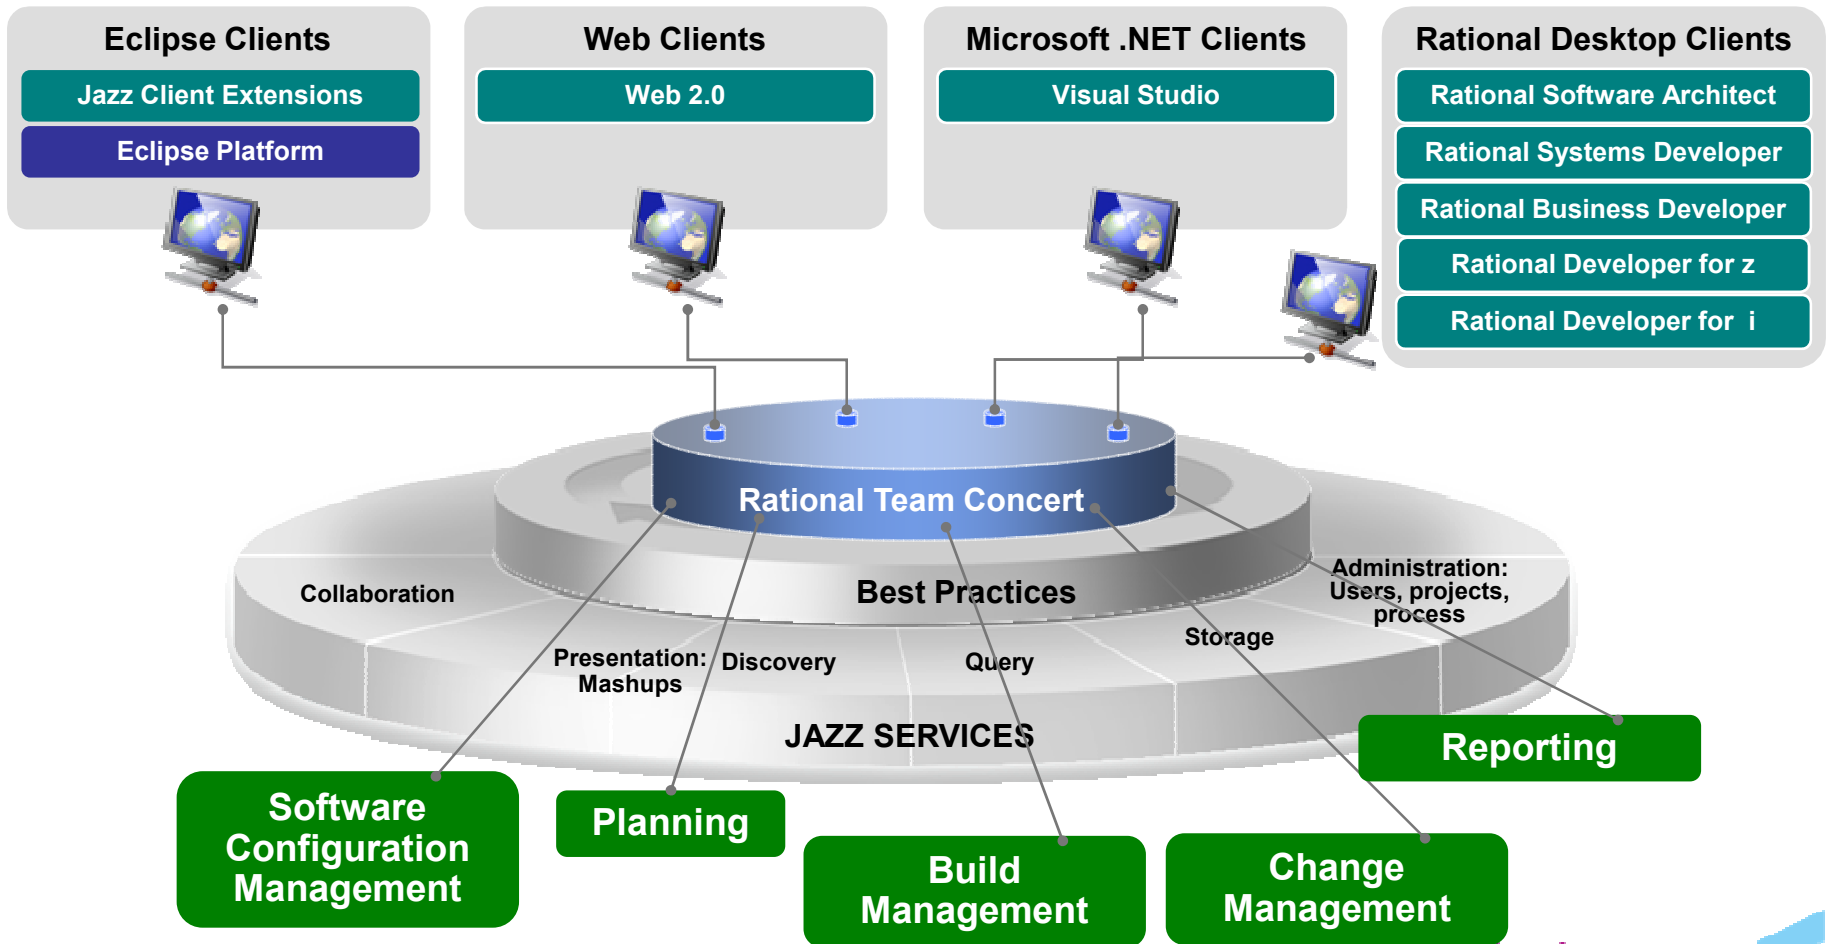 Eclipse Clients
Jazz Client Extensions
Eclipse Platform
Web Clients
Web 2.0
Microsoft .NET Clients
Visual Studio
Rational Desktop Clients
Rational Software Architect
Rational Systems Developer
Rational Business Developer
Rational Developer for z
Rational Developer for i
Rational Team Concert
Best Practices
Collaboration
Presentation:
Mashups
Discovery
Query
Storage
Administration:
Users, projects,
process
JAZZ SERVICES
Software
Configuration
Management
Planning
Build
Management
Change
Management
Reporting